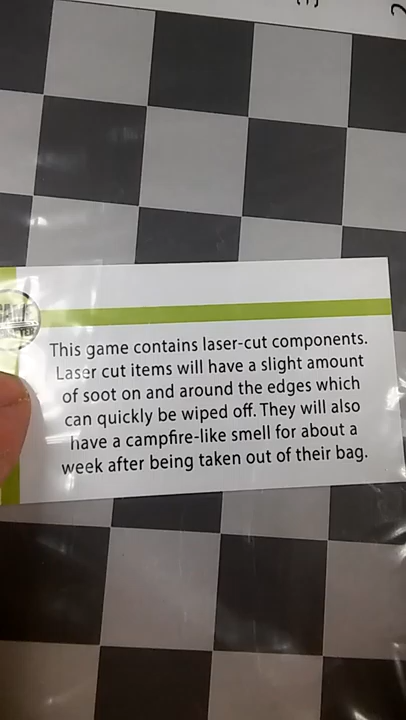 This game contains laser-cut components.
Laser cut items will have a slight amount
of soot on and around the edges which
can quickly be wiped off. They will also
have a campfire-like smell for about a
week after being taken out of their bag.